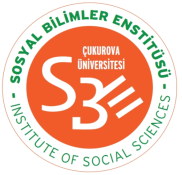 - SOSYAL BİLİMLER ENSTİTÜSÜ -
ÇUKUROVA
ÜNİVERSİTESİ
SBE
INSTITUTE OF SOCIAL SCIENCES